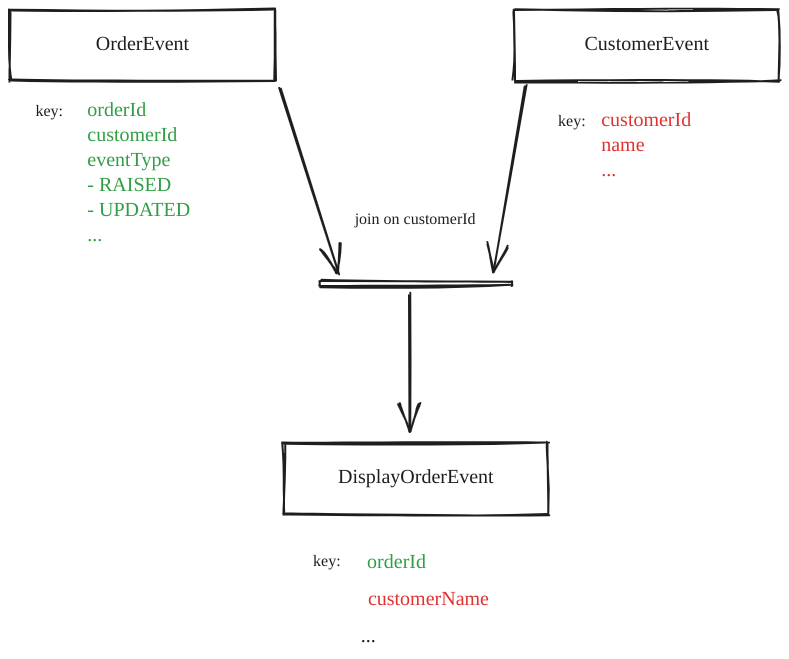 OrderEvent
CustomerEvent
key: orderId
customerId
eventType
- RAISED
- UPDATED
...
key: customerId
name
...
join on customerId
DisplayOrderEvent
key: orderId
customerName
...